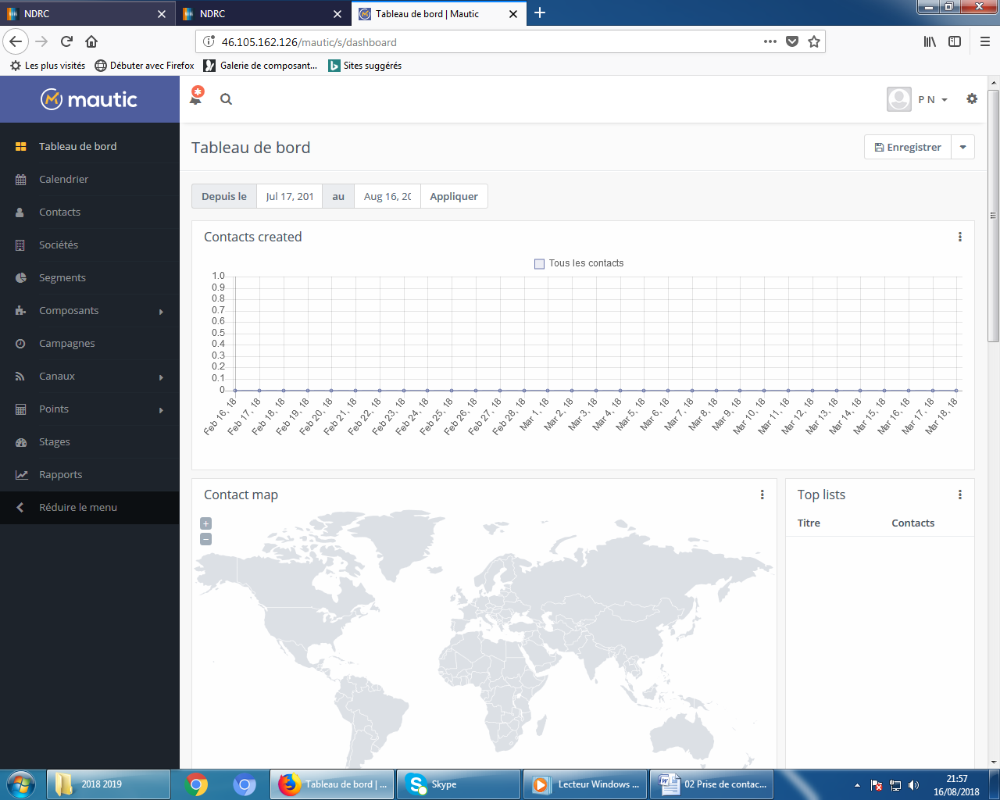 NDRC
NDRC
Tableau de bord | Mautic
46.105.162.126/mautic/s/dashboard
Les plus visités
Débuter avec Firefox
Galerie de composant...
Sites suggérés
mautic
P N
Tableau de bord
Calendrier
Contacts
Sociétés
Segments
Composants
Campagnes
Canaux
Points
Stages
Rapports
Réduire le menu
Tableau de bord
Enregistrer
Depuis le
Jul 17, 201
au
Aug 16, 20
Appliquer
Contacts created
Tous les contacts
1.0
0.9
0.8
0.7
0.6
0.5
0.4
0.3
0.2
0.1
0
Feb 16, 18
Feb 17, 18
Feb 18, 18
Feb 19, 18
Feb 20, 18
Feb 21, 18
Feb 22, 18
Feb 23, 18
Feb 24, 18
Feb 25, 18
Feb 26, 18
Feb 27, 18
Feb 28, 18
Mar 1, 18
Mar 2, 18
Mar 3, 18
Mar 4, 18
Mar 5, 18
Mar 6, 18
Mar 7, 18
Mar 8, 18
Mar 9, 18
Mar 10, 18
Mar 11, 18
Mar 12, 18
Mar 13, 18
Mar 14, 18
Mar 15, 18
Mar 16, 18
Mar 17, 18
Mar 18, 18
Contact map
+
−
Top lists
Titre
Contacts
2018 2019
Tableau de bord | ...
Skype
Lecteur Windows ...
02 Prise de contac...
21:57
16/08/2018